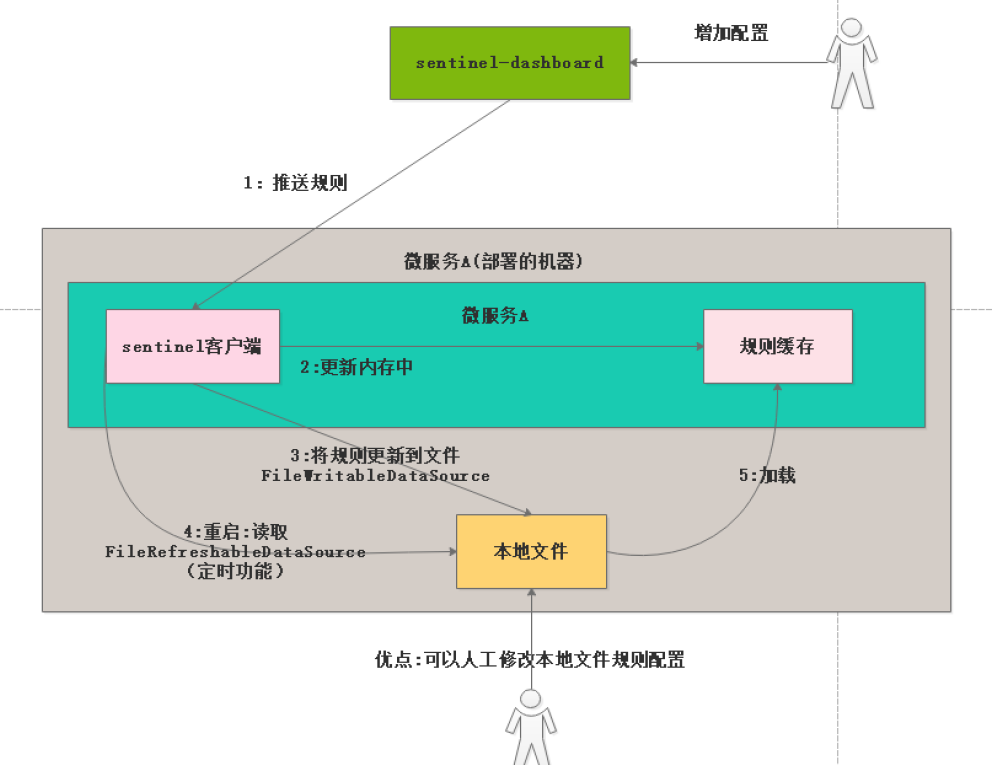 增加配置
sentinel-dashboard
1: 推送规则
微服务A(部署的机器)
微服务A
sentinel客户端
规则缓存
2:更新内存中
3:将规则更新到文件
FileWritableDataSource
5:加载
4:重启:读取
FileRefreshableDataSource
（定时功能）
本地文件
优点:可以人工修改本地文件规则配置